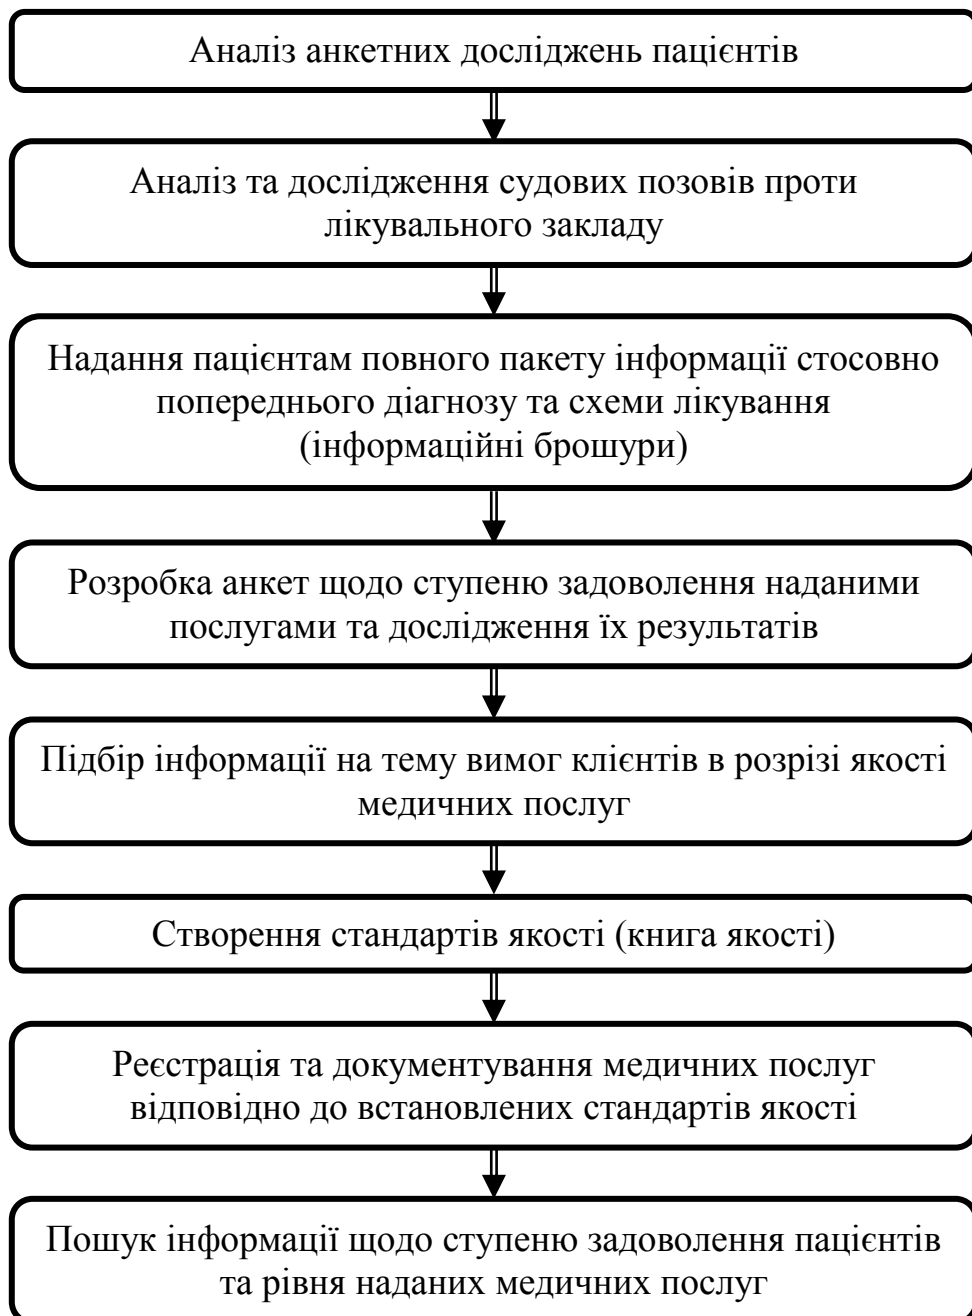 Аналіз анкетних досліджень пацієнтів
Аналіз та дослідження судових позовів проти
лікувального закладу
Надання пацієнтам повного пакету інформації стосовно
попереднього діагнозу та схеми лікування
(інформаційні брошури)
Розробка анкет щодо ступеню задоволення наданими
послугами та дослідження їх результатів
Підбір інформації на тему вимог клієнтів в розрізі якості
медичних послуг
Створення стандартів якості (книга якості)
Реєстрація та документування медичних послуг
відповідно до встановлених стандартів якості
Пошук інформації щодо ступеню задоволення пацієнтів
та рівня наданих медичних послуг